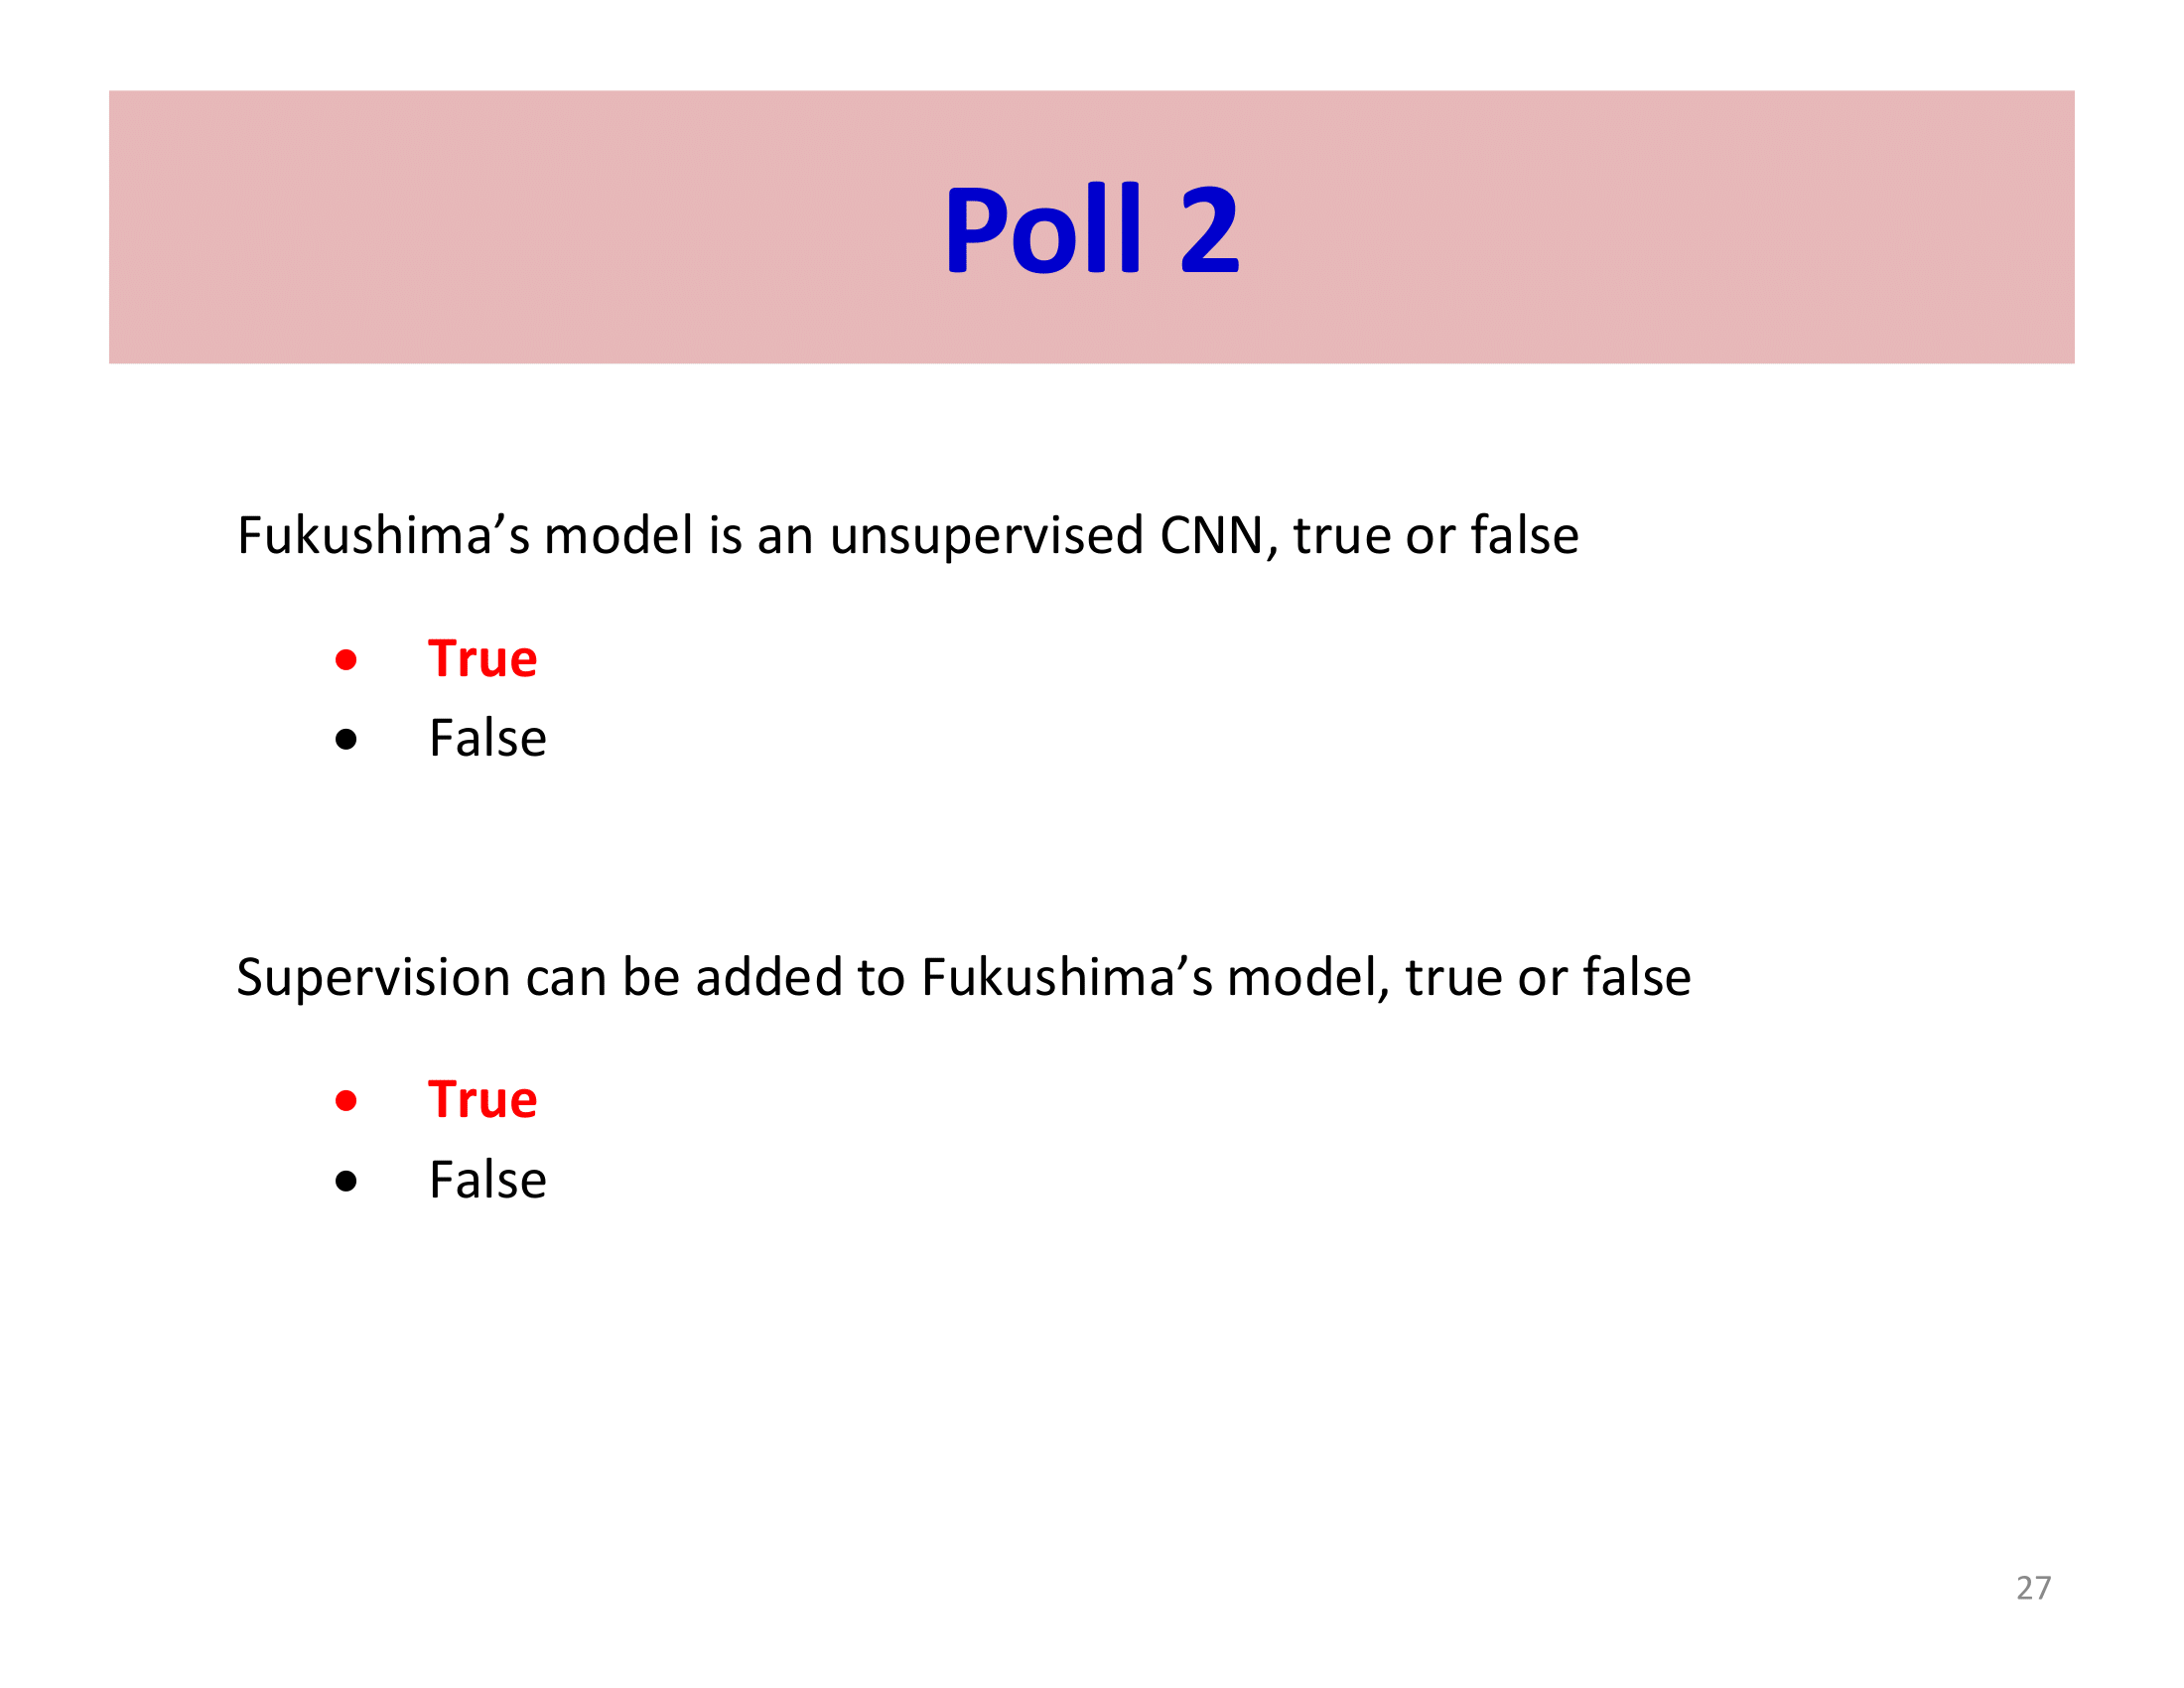 Poll 2
Fukushima’s model is an unsupervised CNN, true or false
● True
● False
Supervision can be added to Fukushima’s model, true or false
● True
● False
27